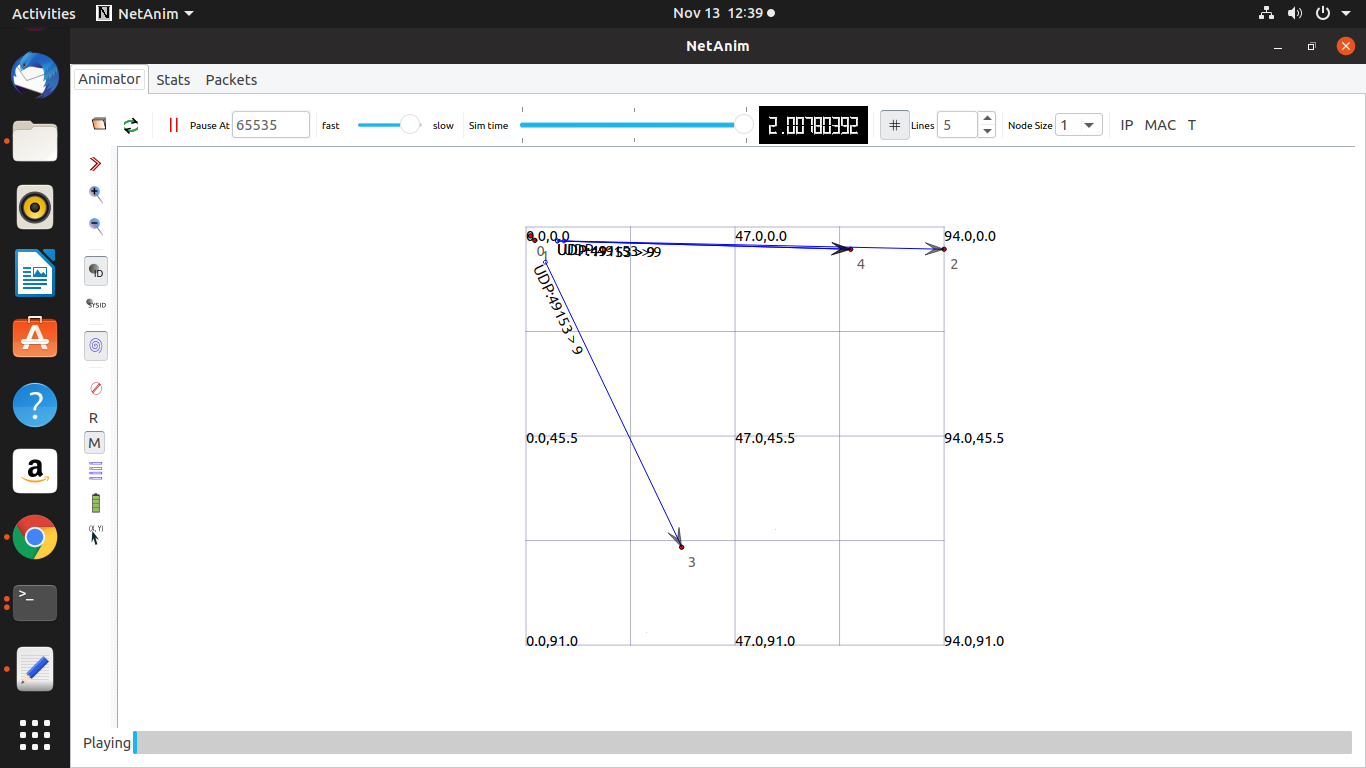 Activities NetAnim Nov 13 12:39
NetAnim
Animator Stats Packets
Pause At 65535 fast slow Sim time 2.00780392 # Lines 5 Node Size 1 IP MAC T
0.0,0.0 47.0,0.0 94.0,0.0
0 1 4 2
UDP:49153 > 9
UDP:49153 > 9
ID
SYSID
R
M
0.0,45.5 47.0,45.5 94.0,45.5
(X, Y)
3
0.0,91.0 47.0,91.0 94.0,91.0
Playing